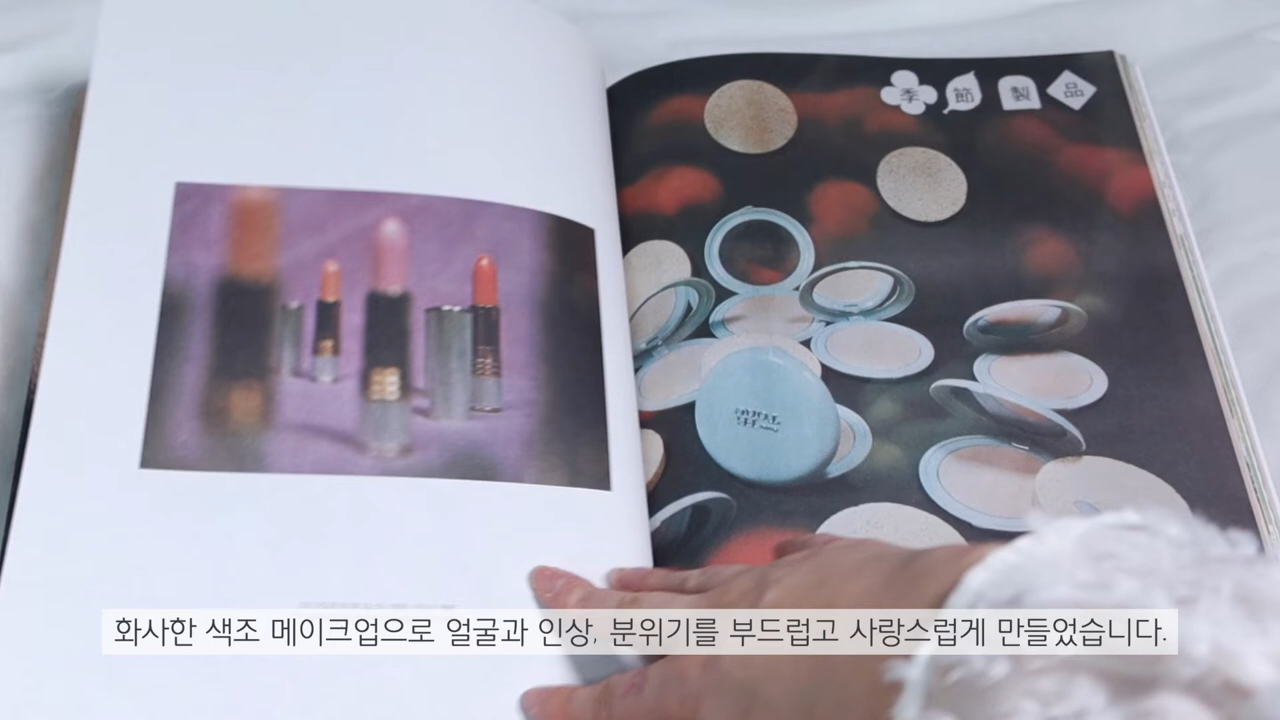 季節製品
화사한 색조 메이크업으로 얼굴과 인상, 분위기를 부드럽고 사랑스럽게 만들었습니다.